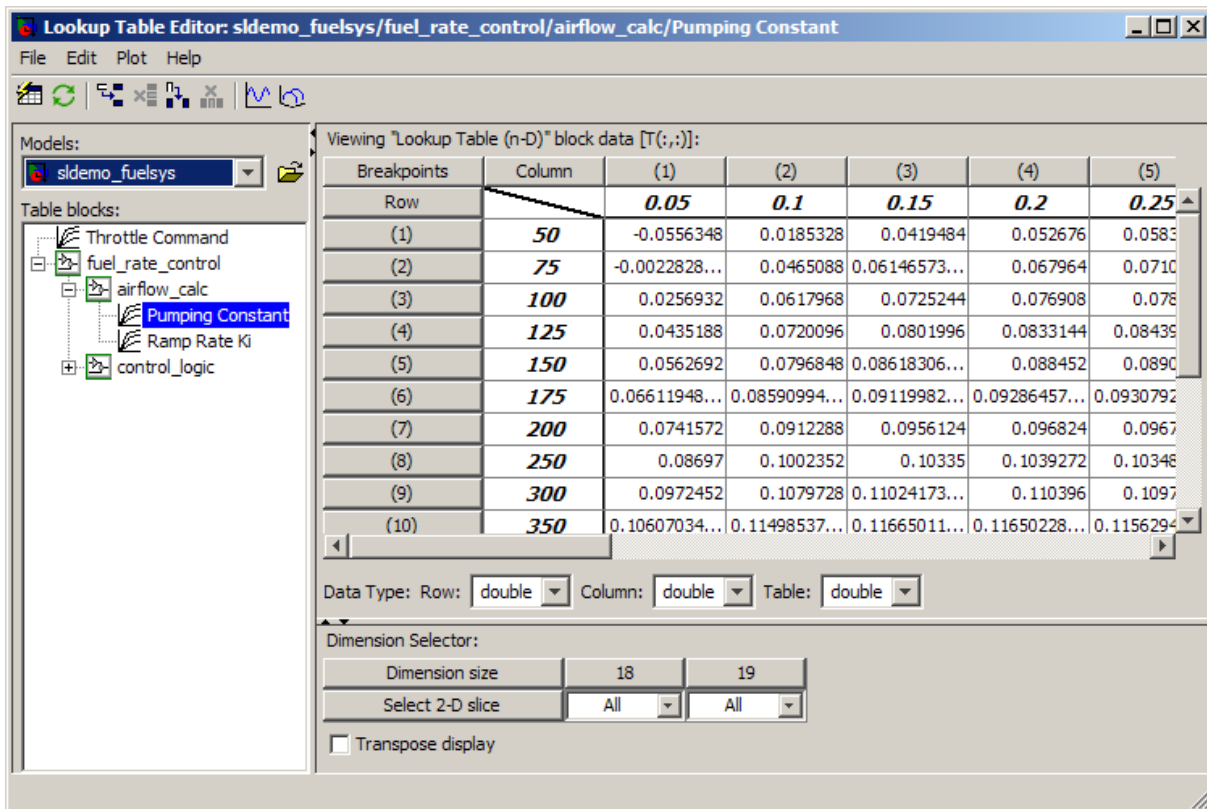 Lookup Table Editor: sldemo_fuelsys/fuel_rate_control/airflow_calc/Pumping Constant
File Edit Plot Help
Models:
sldemo_fuelsys
Table blocks:
Throttle Command
fuel_rate_control
airflow_calc
Pumping Constant
Ramp Rate Ki
control_logic
Viewing "Lookup Table (n-D)" block data [T(:,:)]:
Breakpoints Column (1) (2) (3) (4) (5)
Row 0.05 0.1 0.15 0.2 0.25
(1) 50 -0.0556348 0.0185328 0.0419484 0.052676 0.0583
(2) 75 -0.0022828... 0.0465088 0.06146573... 0.067964 0.0710
(3) 100 0.0256932 0.0617968 0.0725244 0.076908 0.078
(4) 125 0.0435188 0.0720096 0.0801996 0.0833144 0.08439
(5) 150 0.0562692 0.0796848 0.08618306... 0.088452 0.0890
(6) 175 0.06611948... 0.08590994... 0.09119982... 0.09286457... 0.0930792
(7) 200 0.0741572 0.0912288 0.0956124 0.096824 0.0967
(8) 250 0.08697 0.1002352 0.10335 0.1039272 0.10348
(9) 300 0.0972452 0.1079728 0.11024173... 0.110396 0.1097
(10) 350 0.10607034... 0.11498537... 0.11665011... 0.11650228... 0.1156294
Data Type: Row: double Column: double Table: double
Dimension Selector:
Dimension size 18 19
Select 2-D slice All All
Transpose display